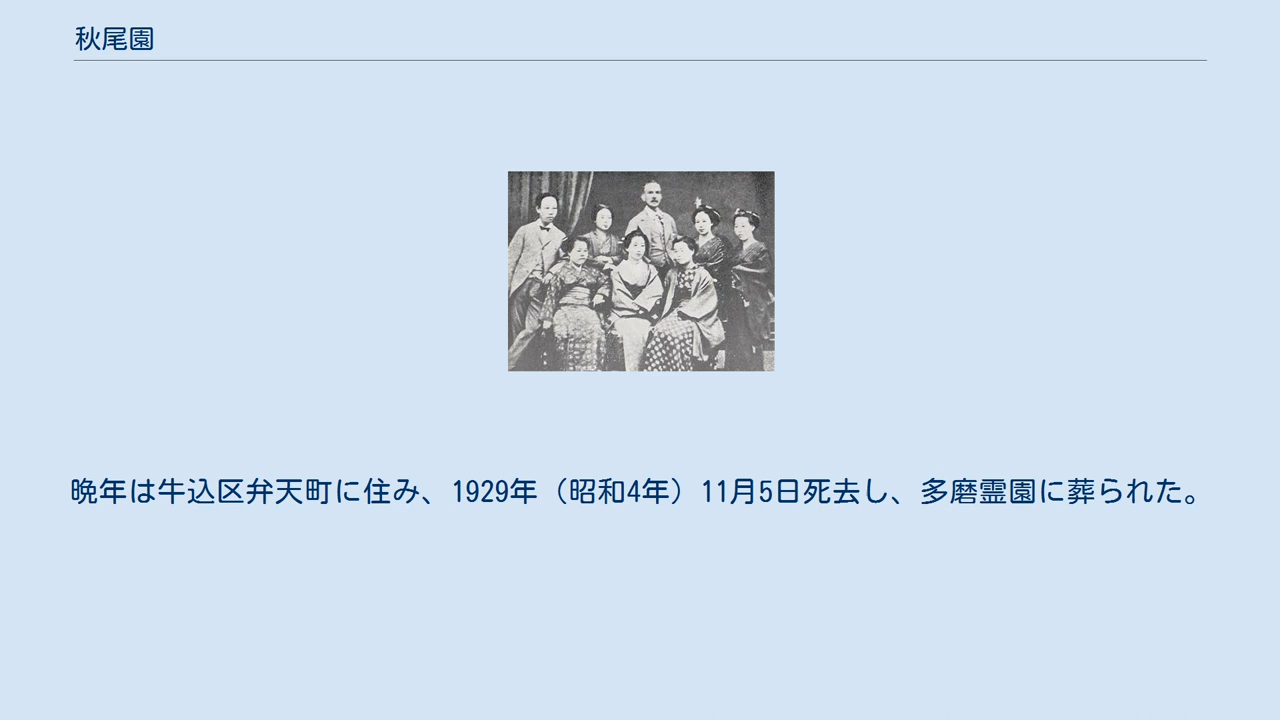 秋尾園
晩年は牛込区弁天町に住み、1929年（昭和4年）11月5日死去し、多磨霊園に葬られた。